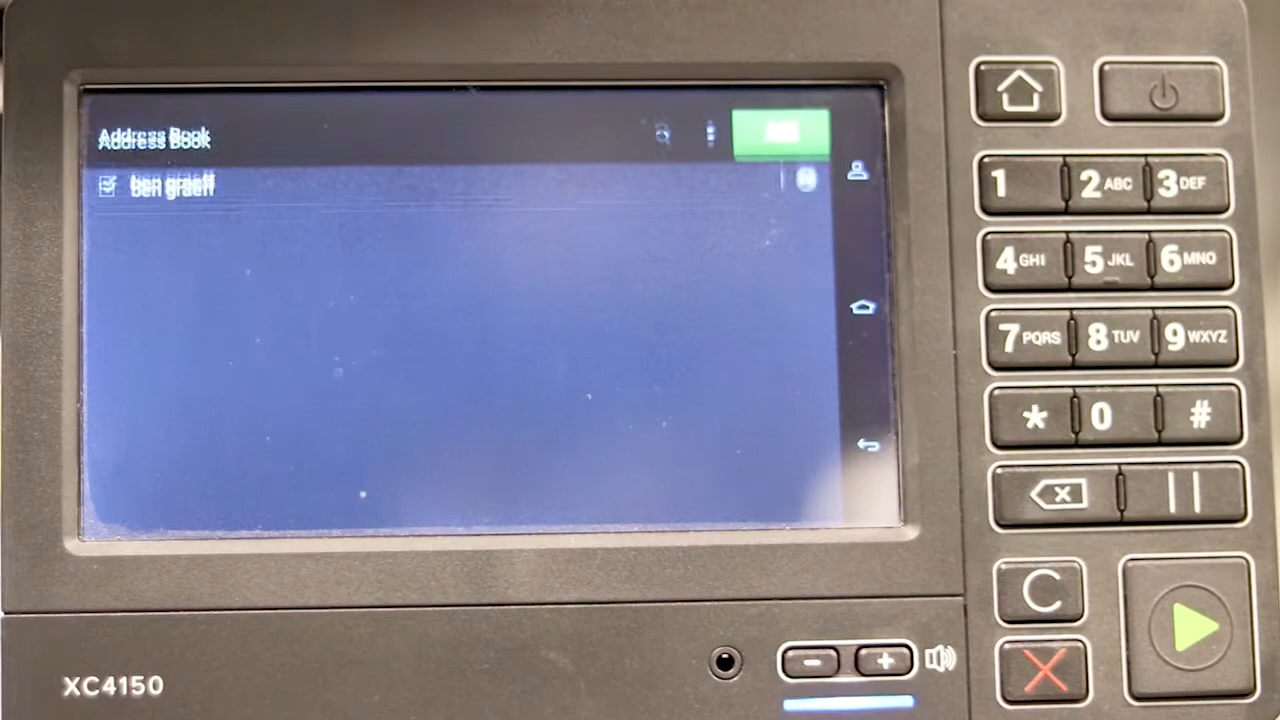 Address Book
ben graeff
1 2ABC 3DEF
4GHI 5JKL 6MNO
7PQRS 8TUV 9WXYZ
* 0 #
C
- +
XC4150